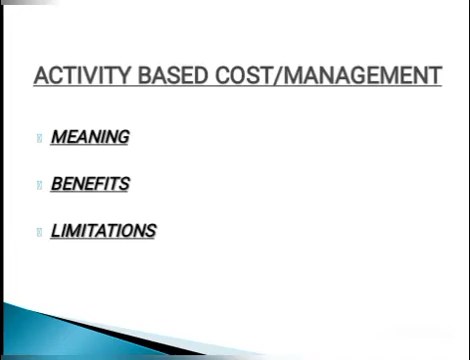 ACTIVITY BASED COST/MANAGEMENT
MEANING
BENEFITS
LIMITATIONS